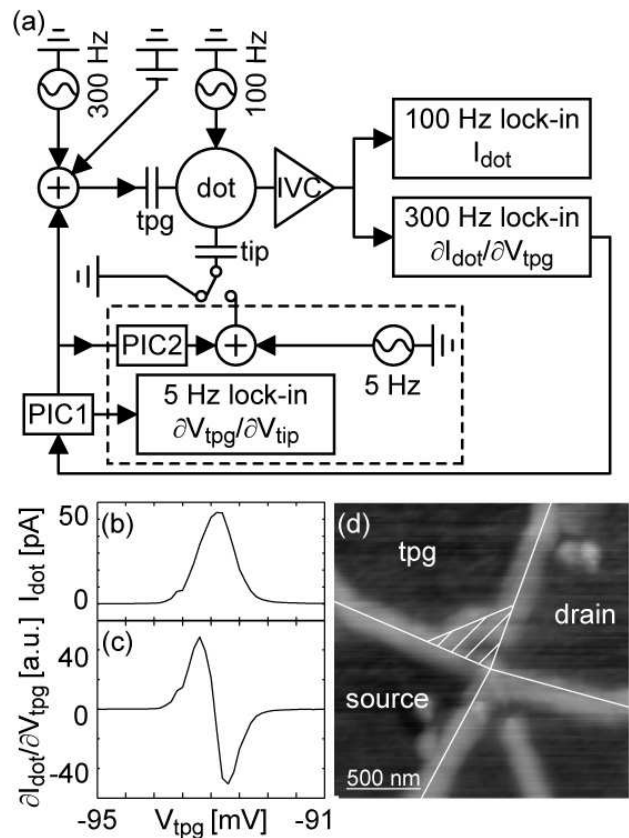 (a)
300 Hz
100 Hz
100 Hz lock-in
I_dot
dot
IVC
tpg
300 Hz lock-in
∂I_dot/∂V_tpg
tip
PIC2
5 Hz
5 Hz lock-in
∂V_tpg/∂V_tip
PIC1
(b)
I_dot [pA]
50
0
(c)
∂I_dot/∂V_tpg [a.u.]
40
0
-40
-95
V_tpg [mV]
-91
(d)
tpg
drain
source
500 nm